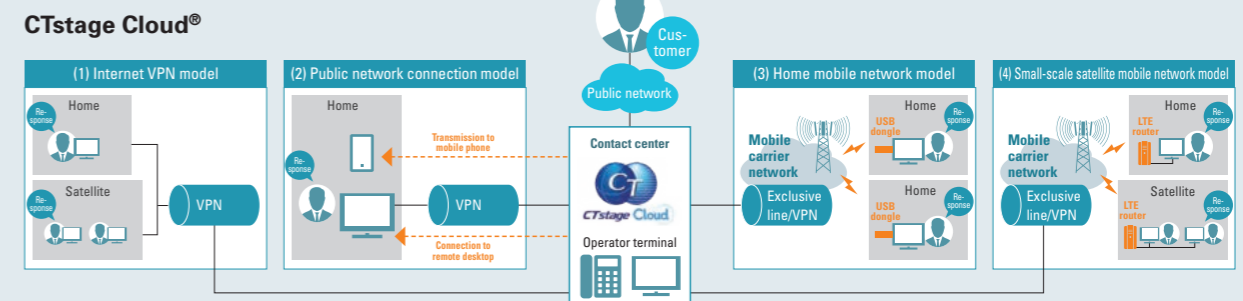 CTstage Cloud®
Cus-
tomer
Public network
(1) Internet VPN model
Home
Re-
sponse
Satellite
Re-
sponse
VPN
(2) Public network connection model
Home
Re-
sponse
Transmission to
mobile phone
VPN
Connection to
remote desktop
Contact center
CT
CTstage Cloud
Operator terminal
(3) Home mobile network model
Mobile
carrier
network
Exclusive
line/VPN
Home
USB
dongle
Re-
sponse
Home
USB
dongle
Re-
sponse
(4) Small-scale satellite mobile network model
Mobile
carrier
network
Exclusive
line/VPN
Home
LTE
router
Re-
sponse
Satellite
LTE
router
Re-
sponse